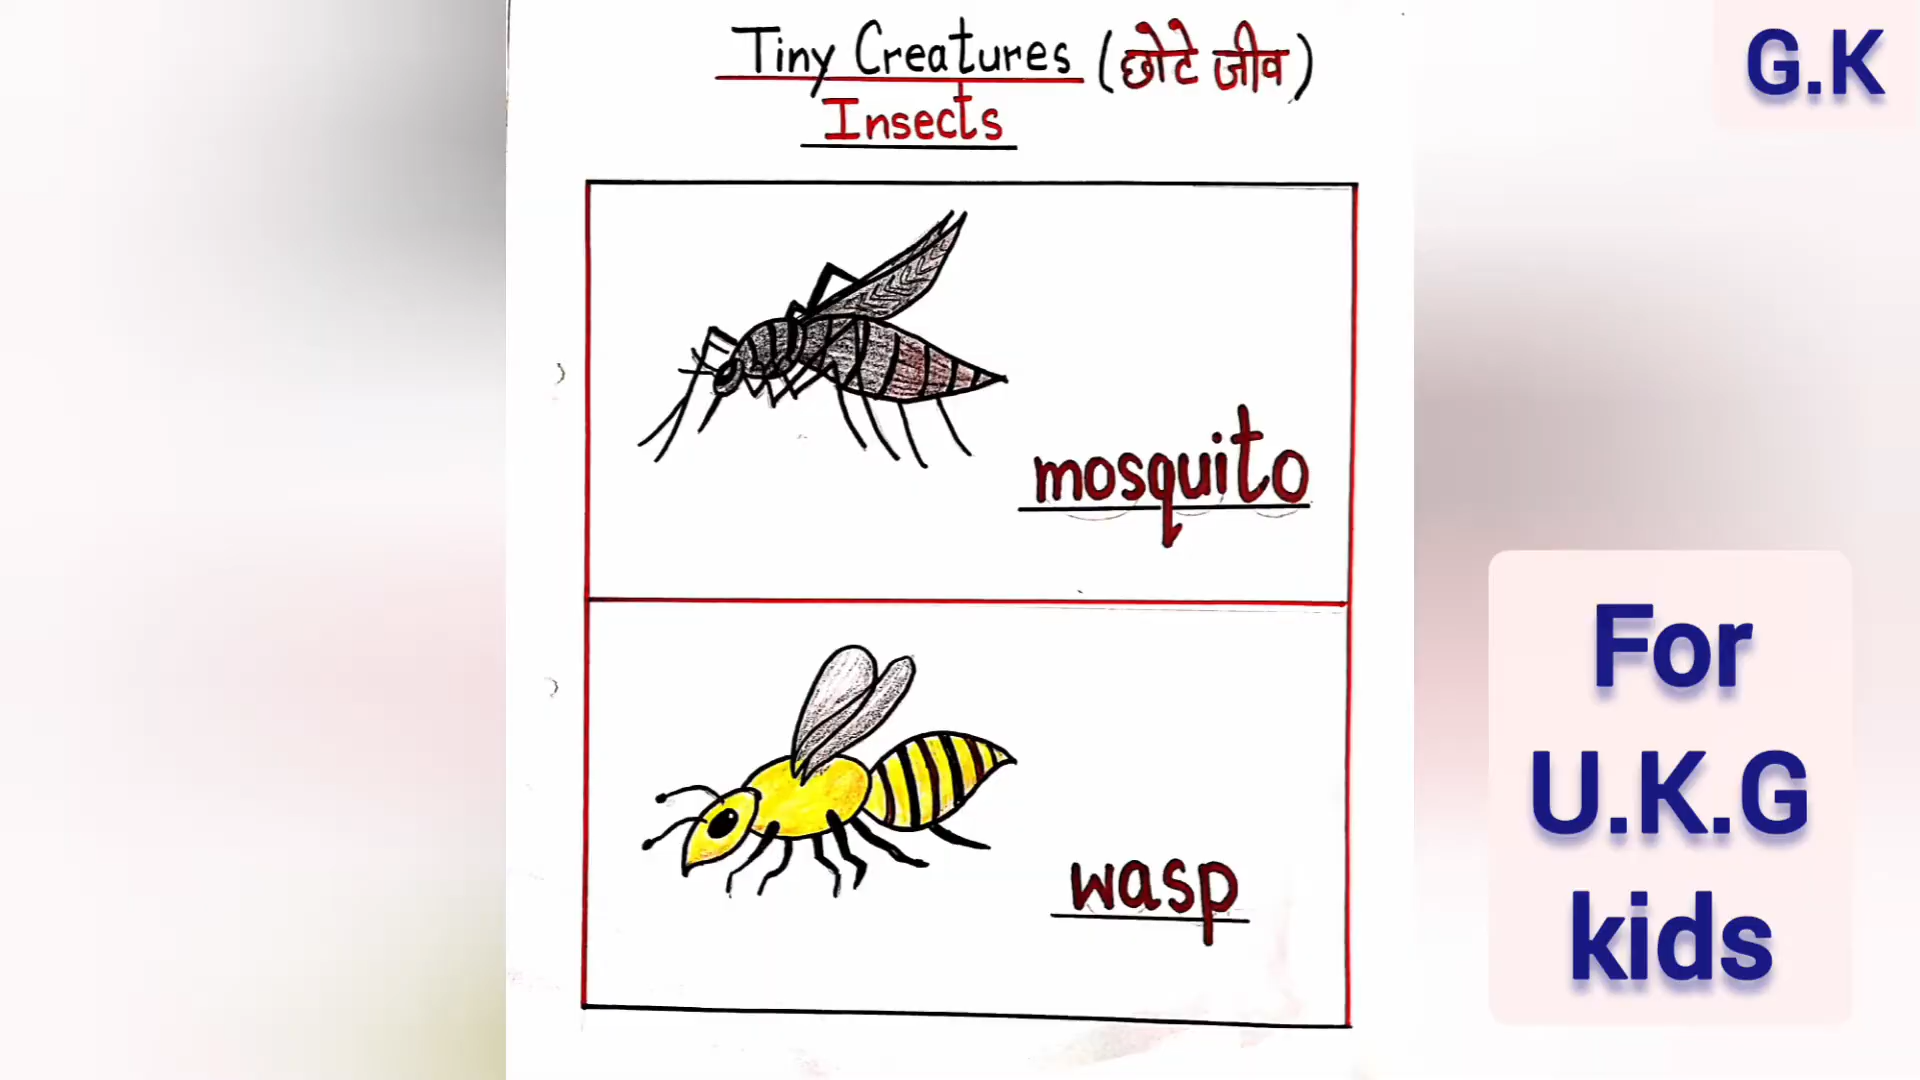 Tiny Creatures (छोटे जीव)
Insects
G.K
mosquito
wasp
For
U.K.G
kids